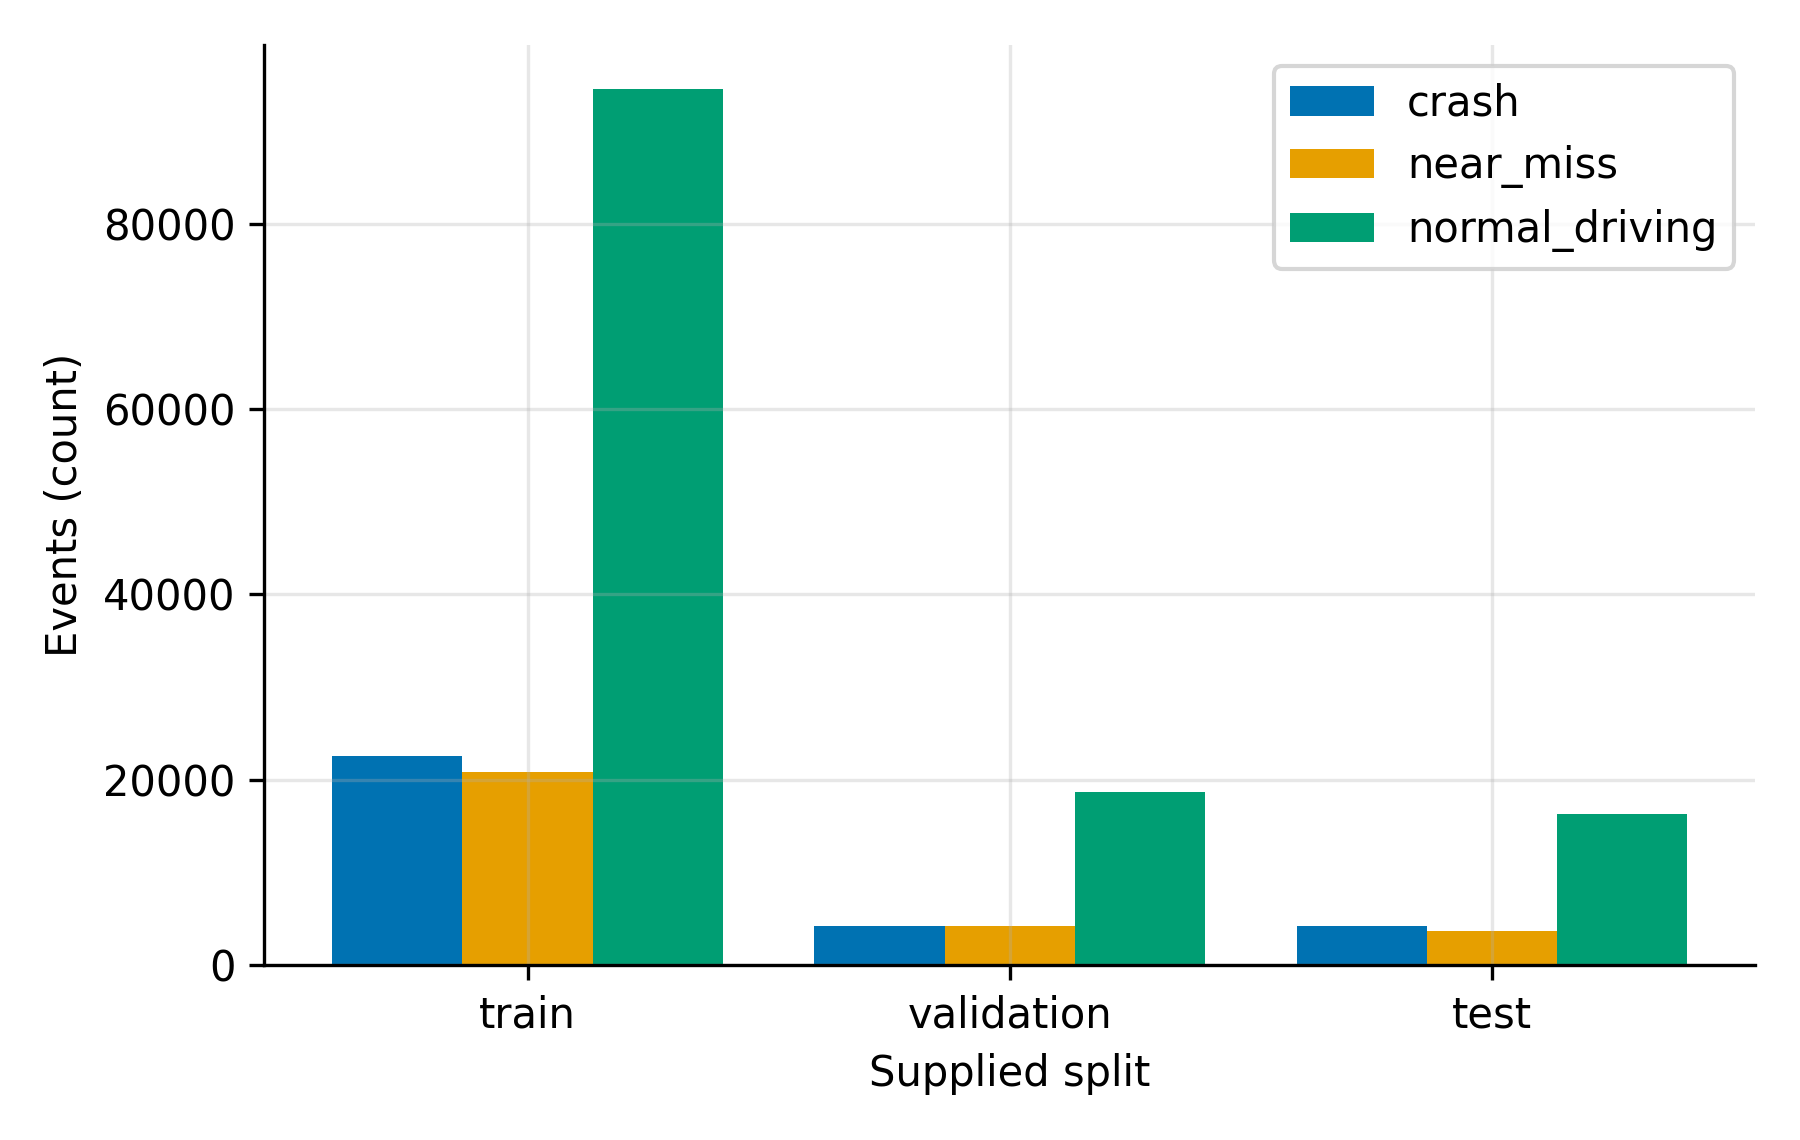 crash
near_miss
normal_driving
80000
60000
40000
20000
0
Events (count)
train
validation
test
Supplied split